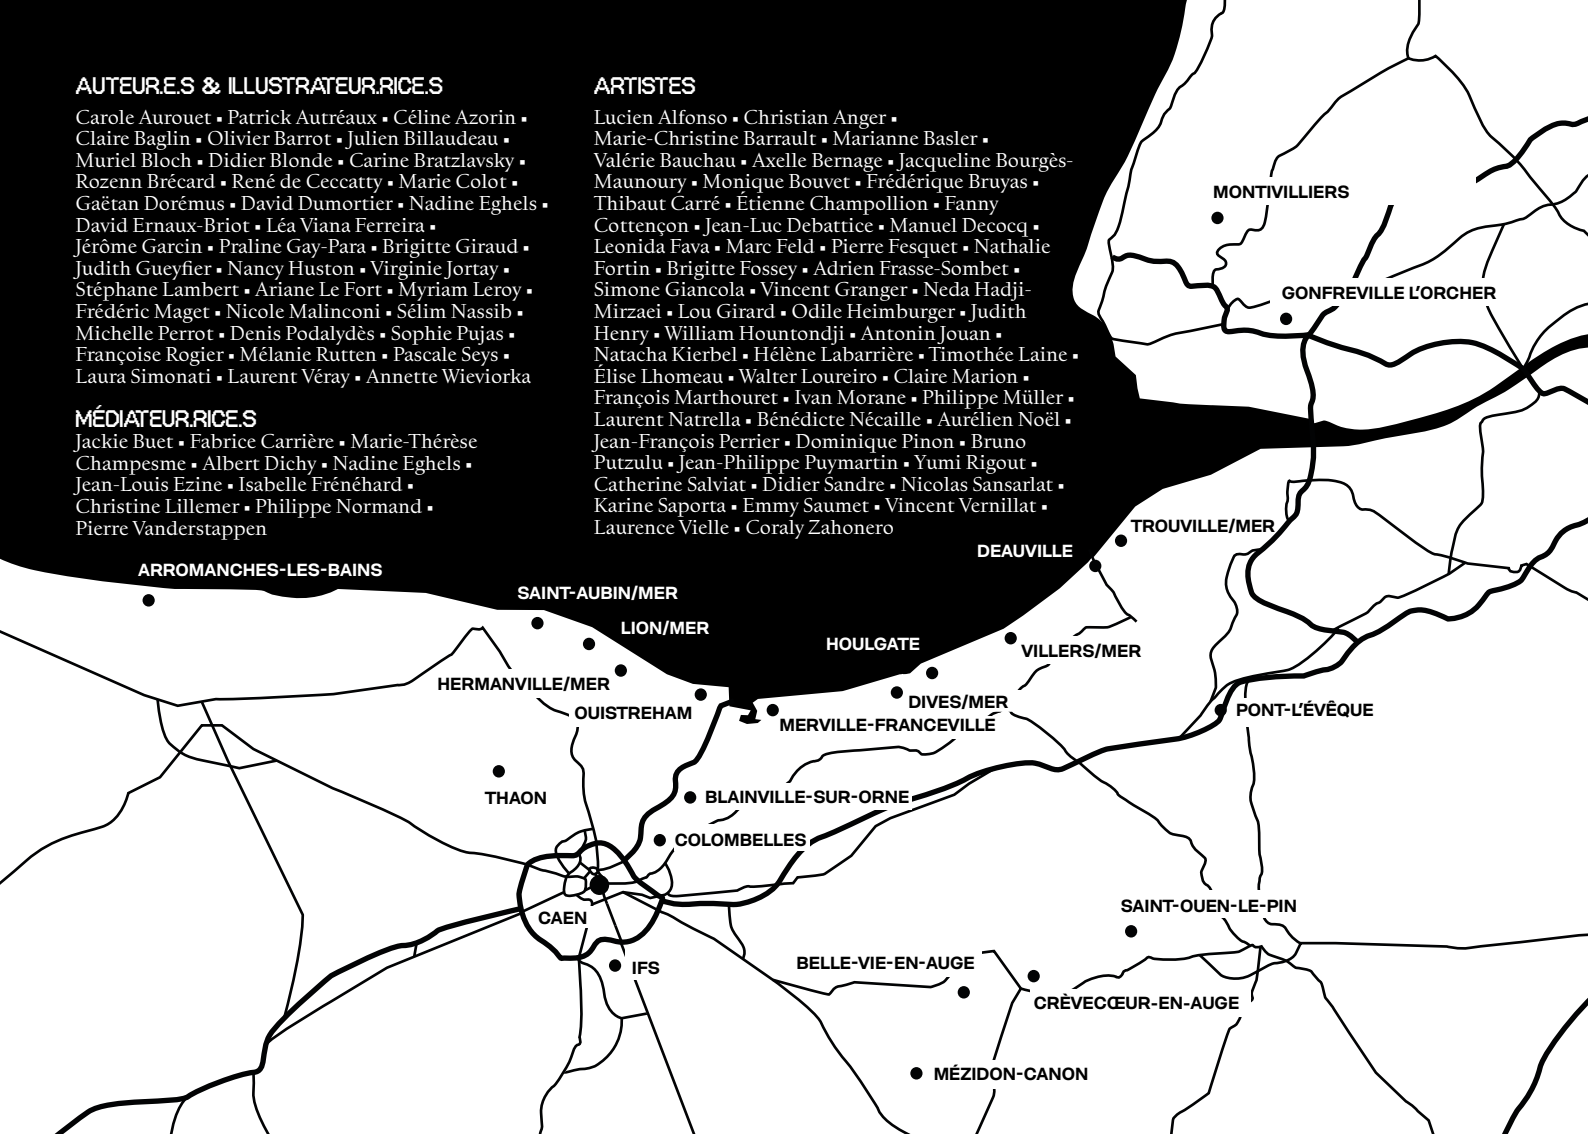 AUTEUR.E.S & ILLUSTRATEUR.RICE.S
Carole Aurouet ▪ Patrick Autréaux ▪ Céline Azorin ▪
Claire Baglin ▪ Olivier Barrot ▪ Julien Billaudeau ▪
Muriel Bloch ▪ Didier Blonde ▪ Carine Bratzlavsky ▪
Rozenn Brécard ▪ René de Ceccatty ▪ Marie Colot ▪
Gaëtan Dorémus ▪ David Dumortier ▪ Nadine Eghels ▪
David Ernaux-Briot ▪ Léa Viana Ferreira ▪
Jérôme Garcin ▪ Praline Gay-Para ▪ Brigitte Giraud ▪
Judith Gueyfier ▪ Nancy Huston ▪ Virginie Jortay ▪
Stéphane Lambert ▪ Ariane Le Fort ▪ Myriam Leroy ▪
Frédéric Maget ▪ Nicole Malinconi ▪ Sélim Nassib ▪
Michelle Perrot ▪ Denis Podalydès ▪ Sophie Pujas ▪
Françoise Rogier ▪ Mélanie Rutten ▪ Pascale Seys ▪
Laura Simonati ▪ Laurent Véray ▪ Annette Wieviorka
MÉDIATEUR.RICE.S
Jackie Buet ▪ Fabrice Carrière ▪ Marie-Thérèse
Champesme ▪ Albert Dichy ▪ Nadine Eghels ▪
Jean-Louis Ezine ▪ Isabelle Frénéhard ▪
Christine Lillemer ▪ Philippe Normand ▪
Pierre Vanderstappen
ARTISTES
Lucien Alfonso ▪ Christian Anger ▪
Marie-Christine Barrault ▪ Marianne Basler ▪
Valérie Bauchau ▪ Axelle Bernage ▪ Jacqueline Bourgès-
Maunoury ▪ Monique Bouvet ▪ Frédérique Bruyas ▪
Thibaut Carré ▪ Étienne Champollion ▪ Fanny
Cottençon ▪ Jean-Luc Debattice ▪ Manuel Decocq ▪
Leonida Fava ▪ Marc Feld ▪ Pierre Fesquet ▪ Nathalie
Fortin ▪ Brigitte Fossey ▪ Adrien Frasse-Sombet ▪
Simone Giancola ▪ Vincent Granger ▪ Neda Hadji-
Mirzaei ▪ Lou Girard ▪ Odile Heimburger ▪ Judith
Henry ▪ William Hountondji ▪ Antonin Jouan ▪
Natacha Kierbel ▪ Hélène Labarrière ▪ Timothée Laine ▪
Élise Lhomeau ▪ Walter Loureiro ▪ Claire Marion ▪
François Marthouret ▪ Ivan Morane ▪ Philippe Müller ▪
Laurent Natrella ▪ Bénédicte Nécaille ▪ Aurélien Noël ▪
Jean-François Perrier ▪ Dominique Pinon ▪ Bruno
Putzulu ▪ Jean-Philippe Puymartin ▪ Yumi Rigout ▪
Catherine Salviat ▪ Didier Sandre ▪ Nicolas Sansarlat ▪
Karine Saporta ▪ Emmy Saumet ▪ Vincent Vernillat ▪
Laurence Vielle ▪ Coraly Zahonero
MONTIVILLIERS
GONFREVILLE L'ORCHER
TROUVILLE/MER
DEAUVILLE
ARROMANCHES-LES-BAINS
SAINT-AUBIN/MER
LION/MER
HOULGATE
VILLERS/MER
HERMANVILLE/MER
DIVES/MER
OUISTREHAM
PONT-L'ÉVÊQUE
MERVILLE-FRANCEVILLE
THAON
BLAINVILLE-SUR-ORNE
COLOMBELLES
SAINT-OUEN-LE-PIN
CAEN
BELLE-VIE-EN-AUGE
IFS
CRÈVECŒUR-EN-AUGE
MÉZIDON-CANON